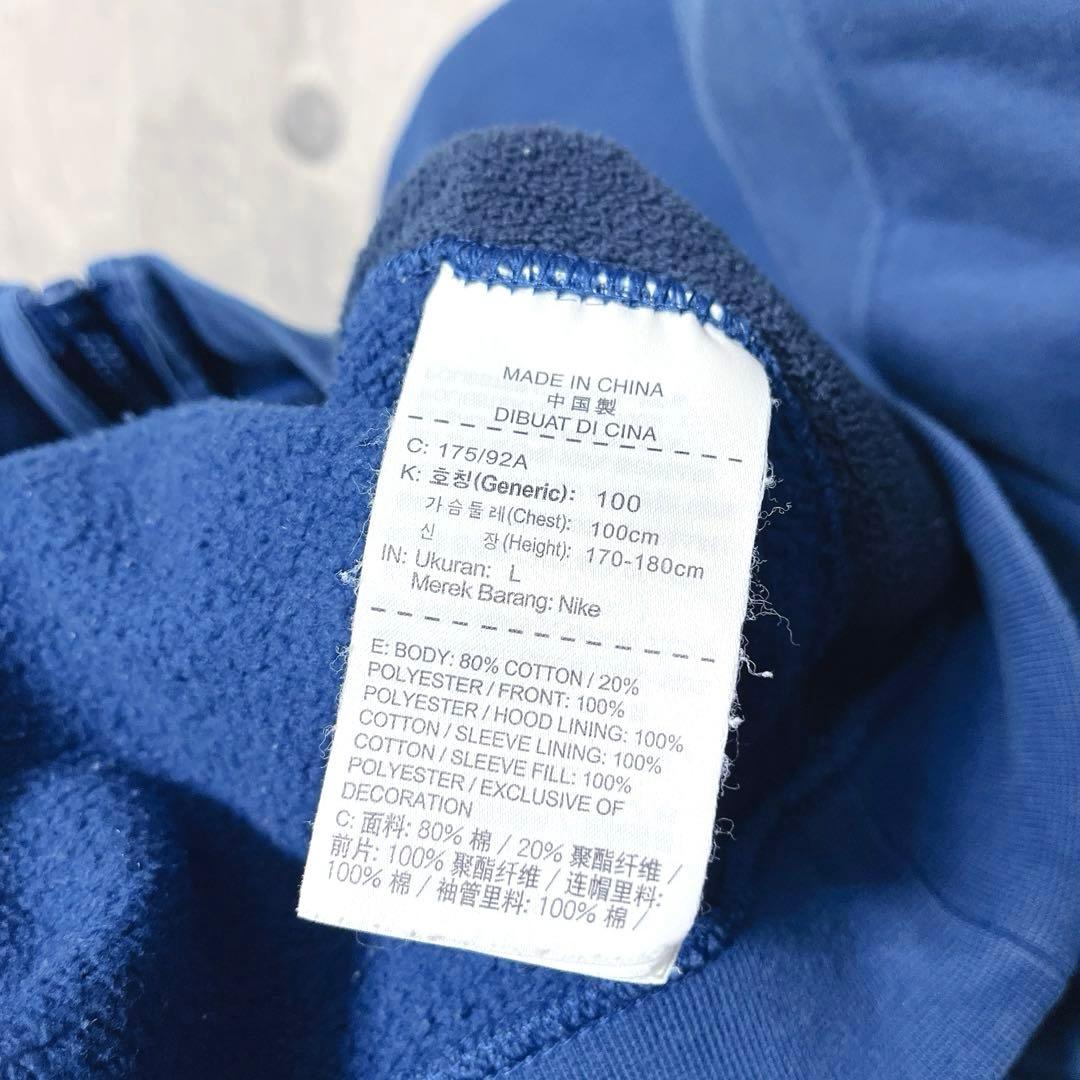 MADE IN CHINA
中国製
DIBUAT DI CINA
C: 175/92A
K: 호칭(Generic): 100
가슴둘레(Chest): 100cm
신 장(Height): 170-180cm
IN: Ukuran: L
Merek Barang: Nike
E: BODY: 80% COTTON / 20%
POLYESTER / FRONT: 100%
POLYESTER / HOOD LINING: 100%
COTTON / SLEEVE LINING: 100%
COTTON / SLEEVE FILL: 100%
POLYESTER / EXCLUSIVE OF
DECORATION
C: 面料: 80% 棉 / 20% 聚酯纤维 /
前片: 100% 聚酯纤维 / 连帽里料:
100% 棉 / 袖管里料: 100% 棉 /